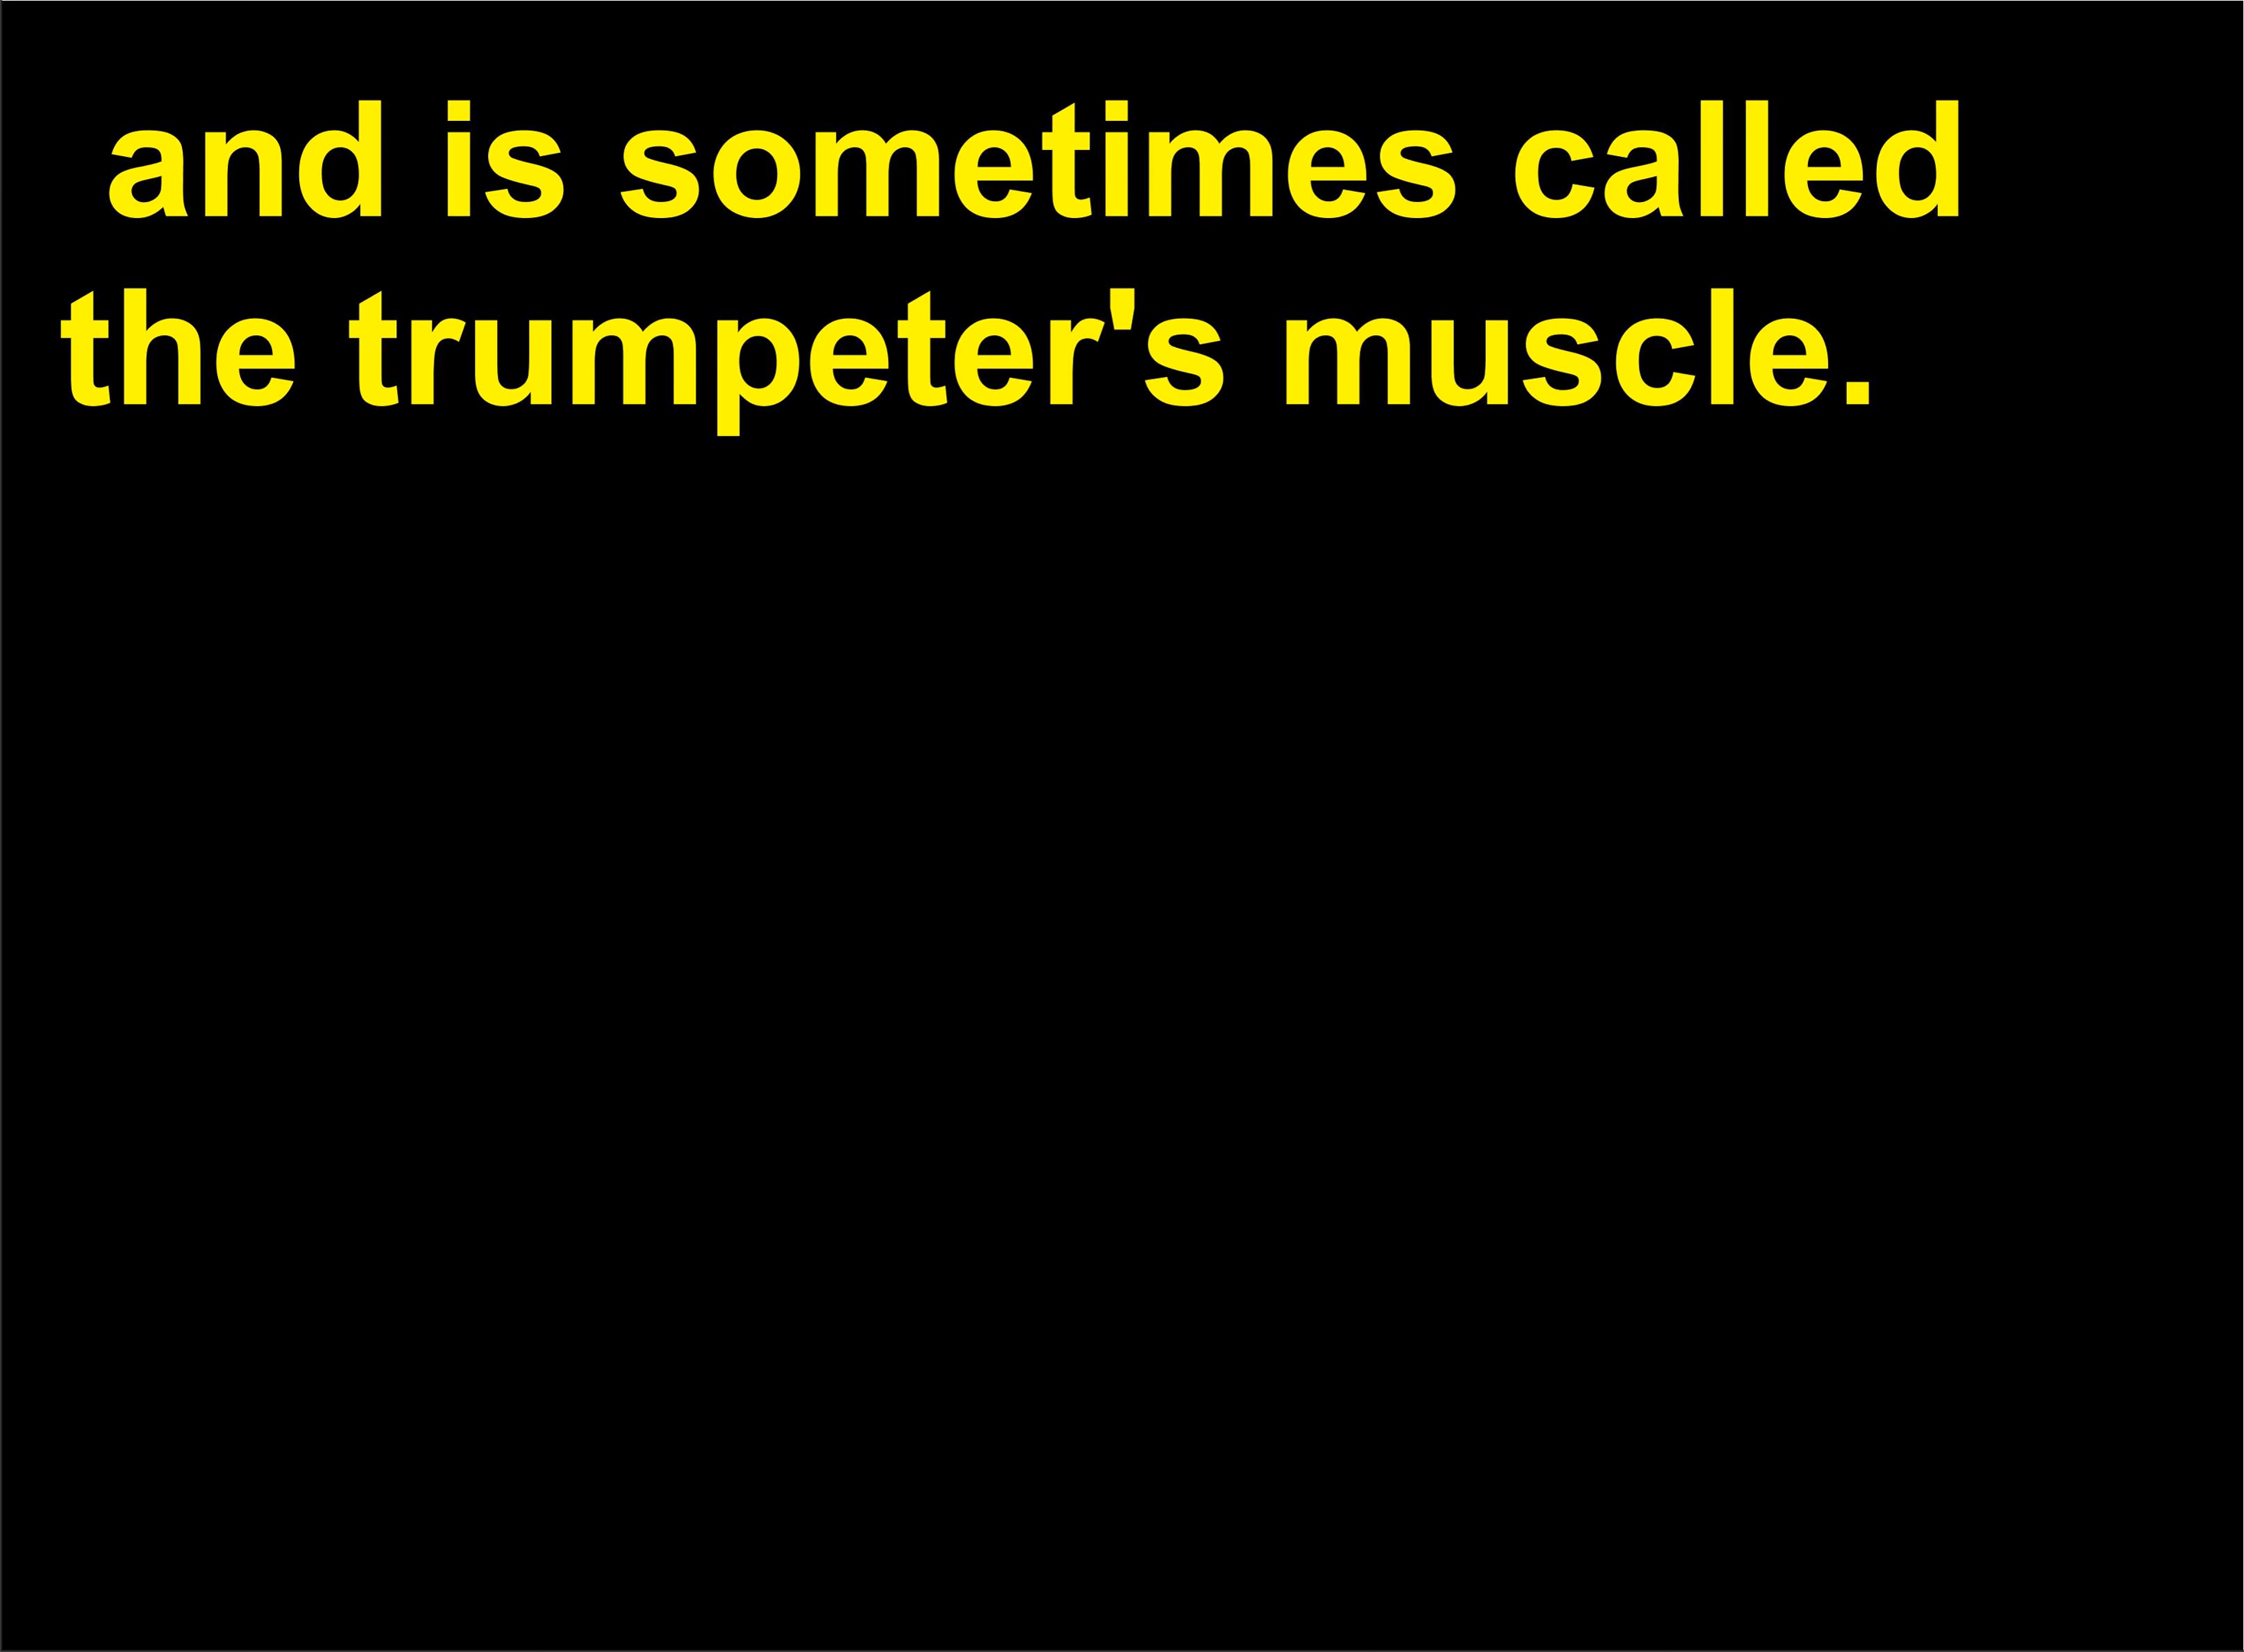 and is sometimes called
the trumpeter's muscle.